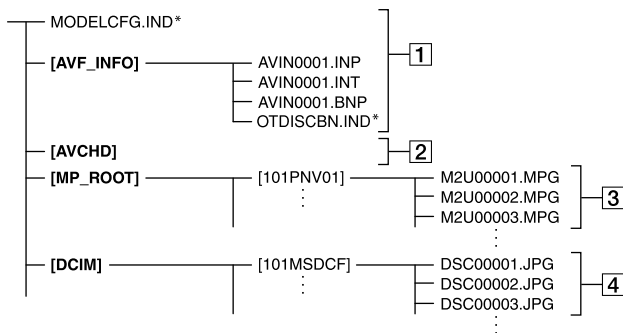 MODELCFG.IND*
[AVF_INFO] AVIN0001.INP
AVIN0001.INT
AVIN0001.BNP
OTDISCBN.IND*
1
[AVCHD]
2
[MP_ROOT] [101PNV01] M2U00001.MPG
M2U00002.MPG
M2U00003.MPG
3
[DCIM] [101MSDCF] DSC00001.JPG
DSC00002.JPG
DSC00003.JPG
4